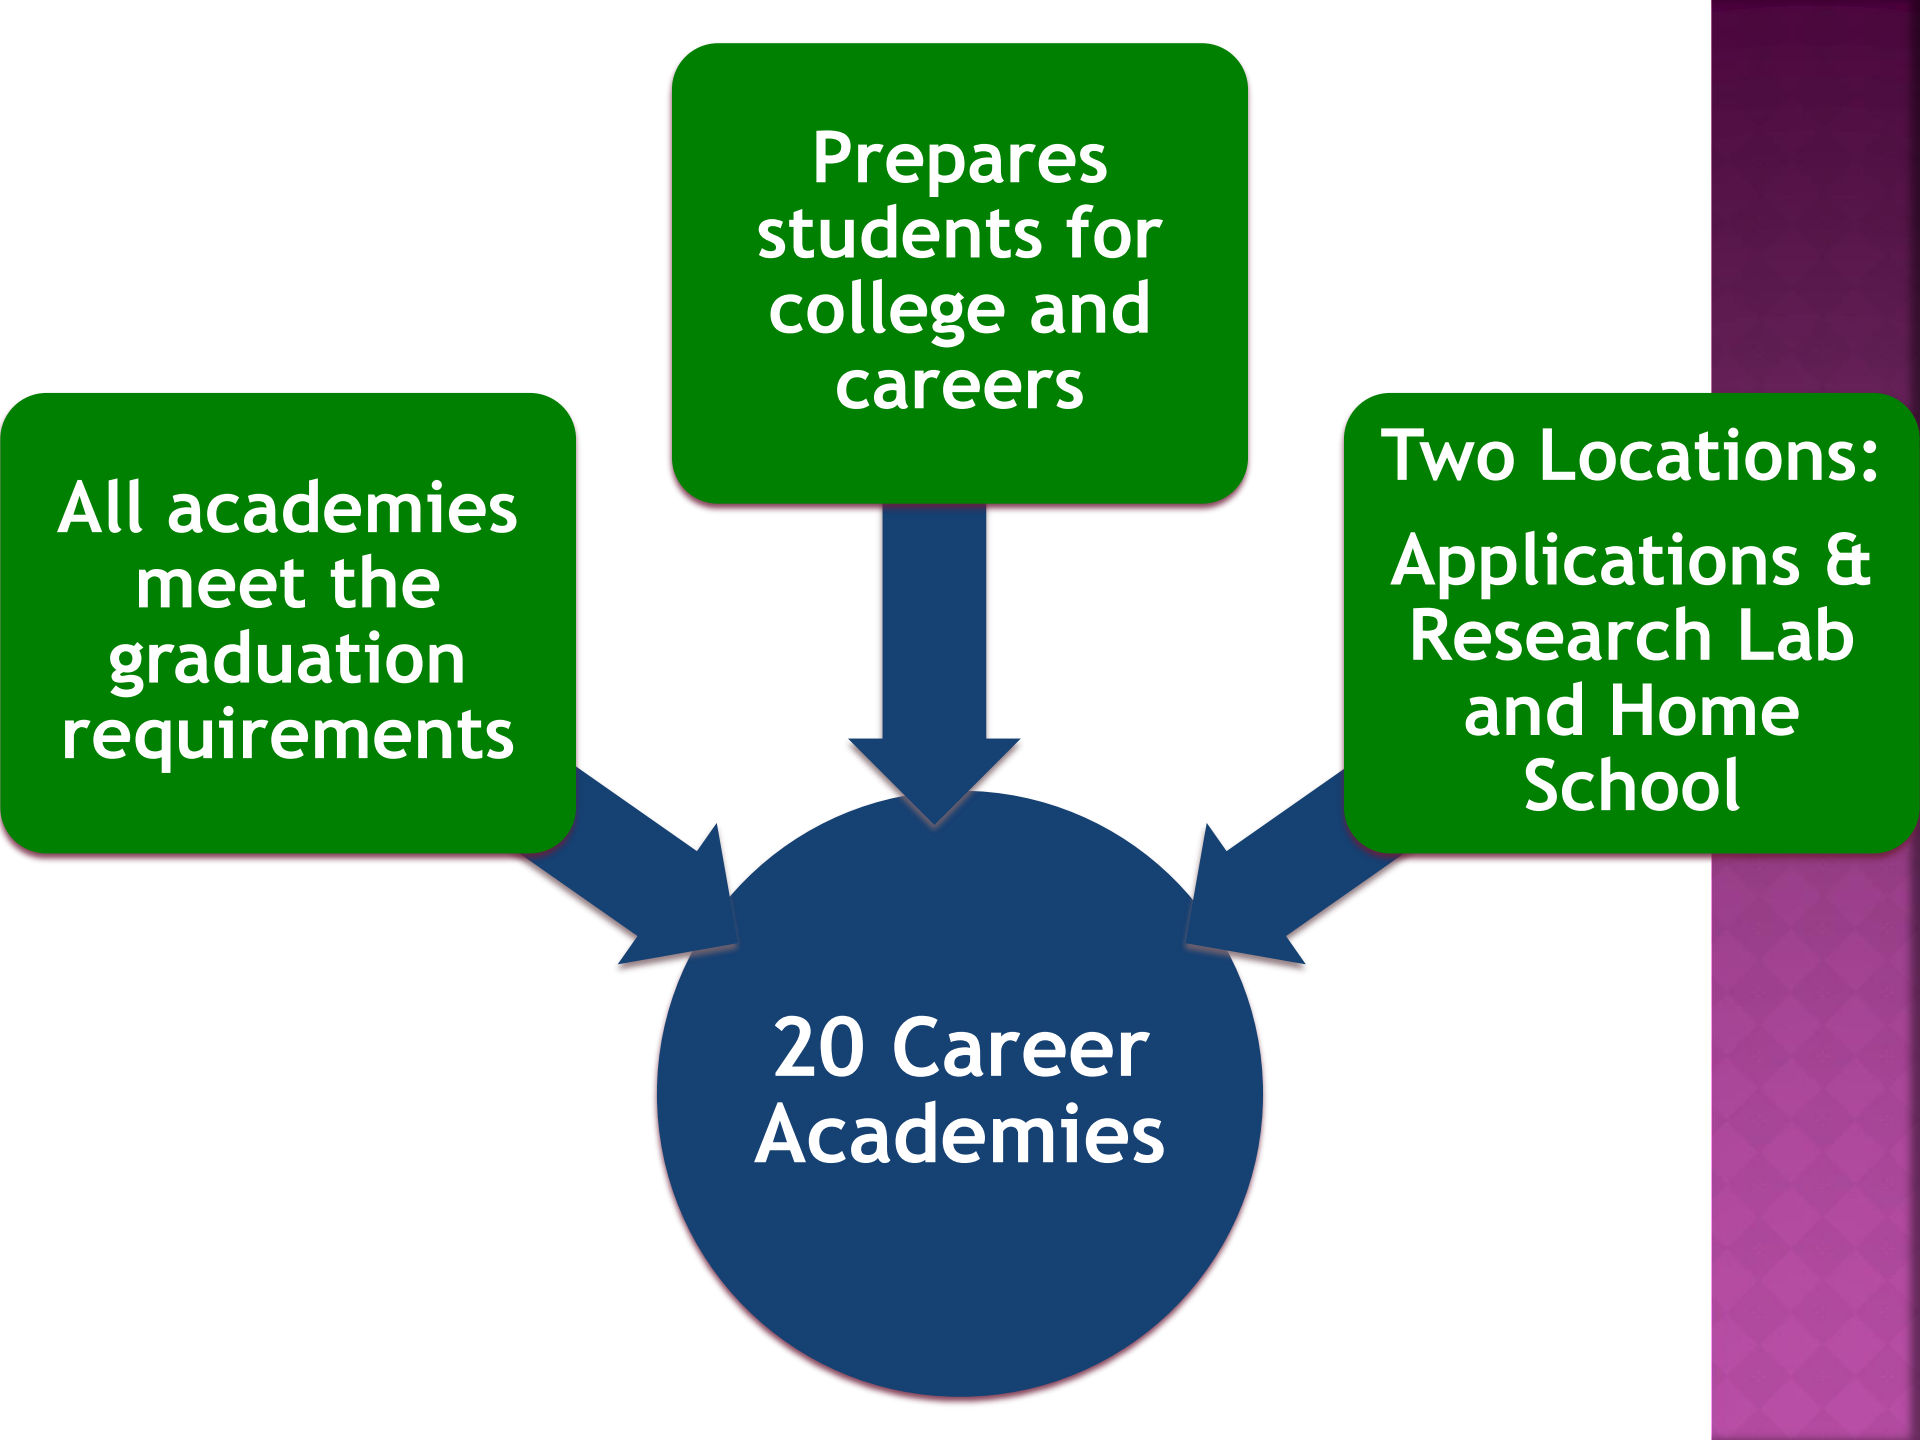 Prepares
students for
college and
careers
All academies
meet the
graduation
requirements
Two Locations:
Applications &
Research Lab
and Home
School
20 Career
Academies